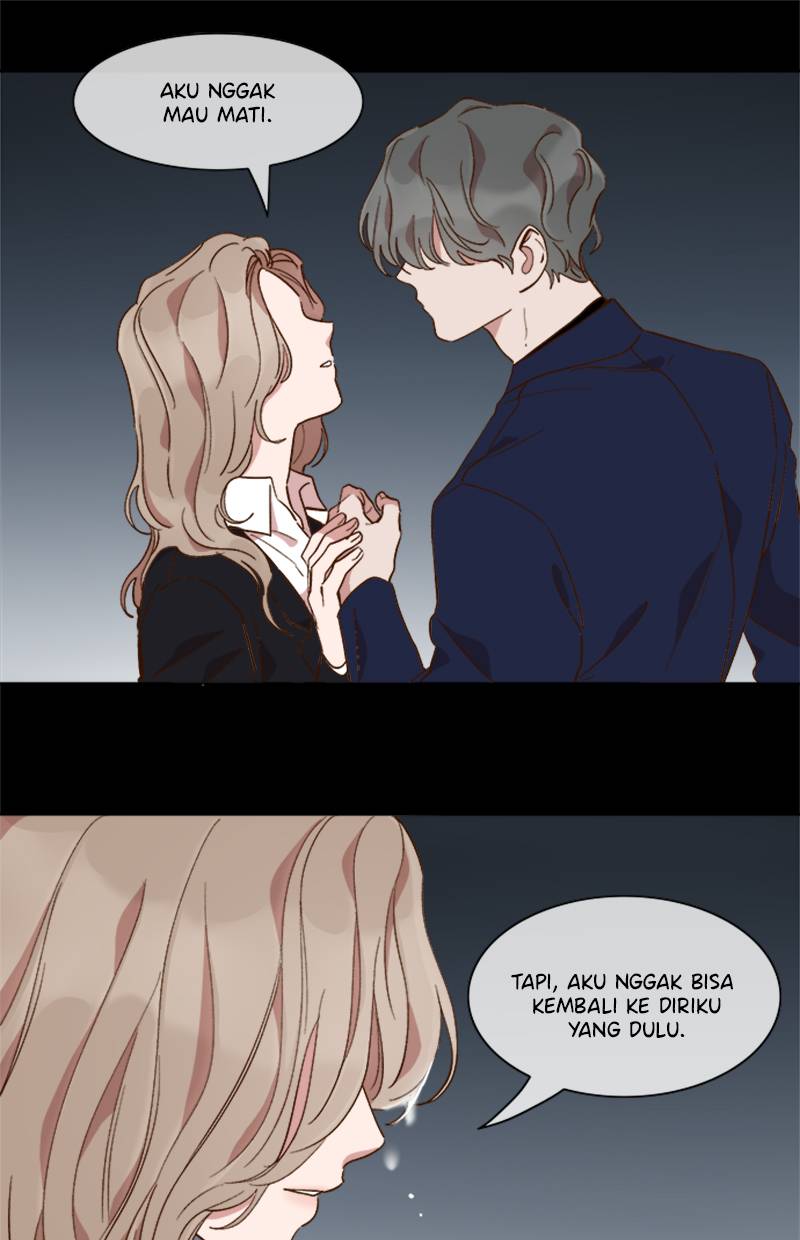 AKU NGGAK
MAU MATI.
TAPI, AKU NGGAK BISA
KEMBALI KE DIRIKU
YANG DULU.